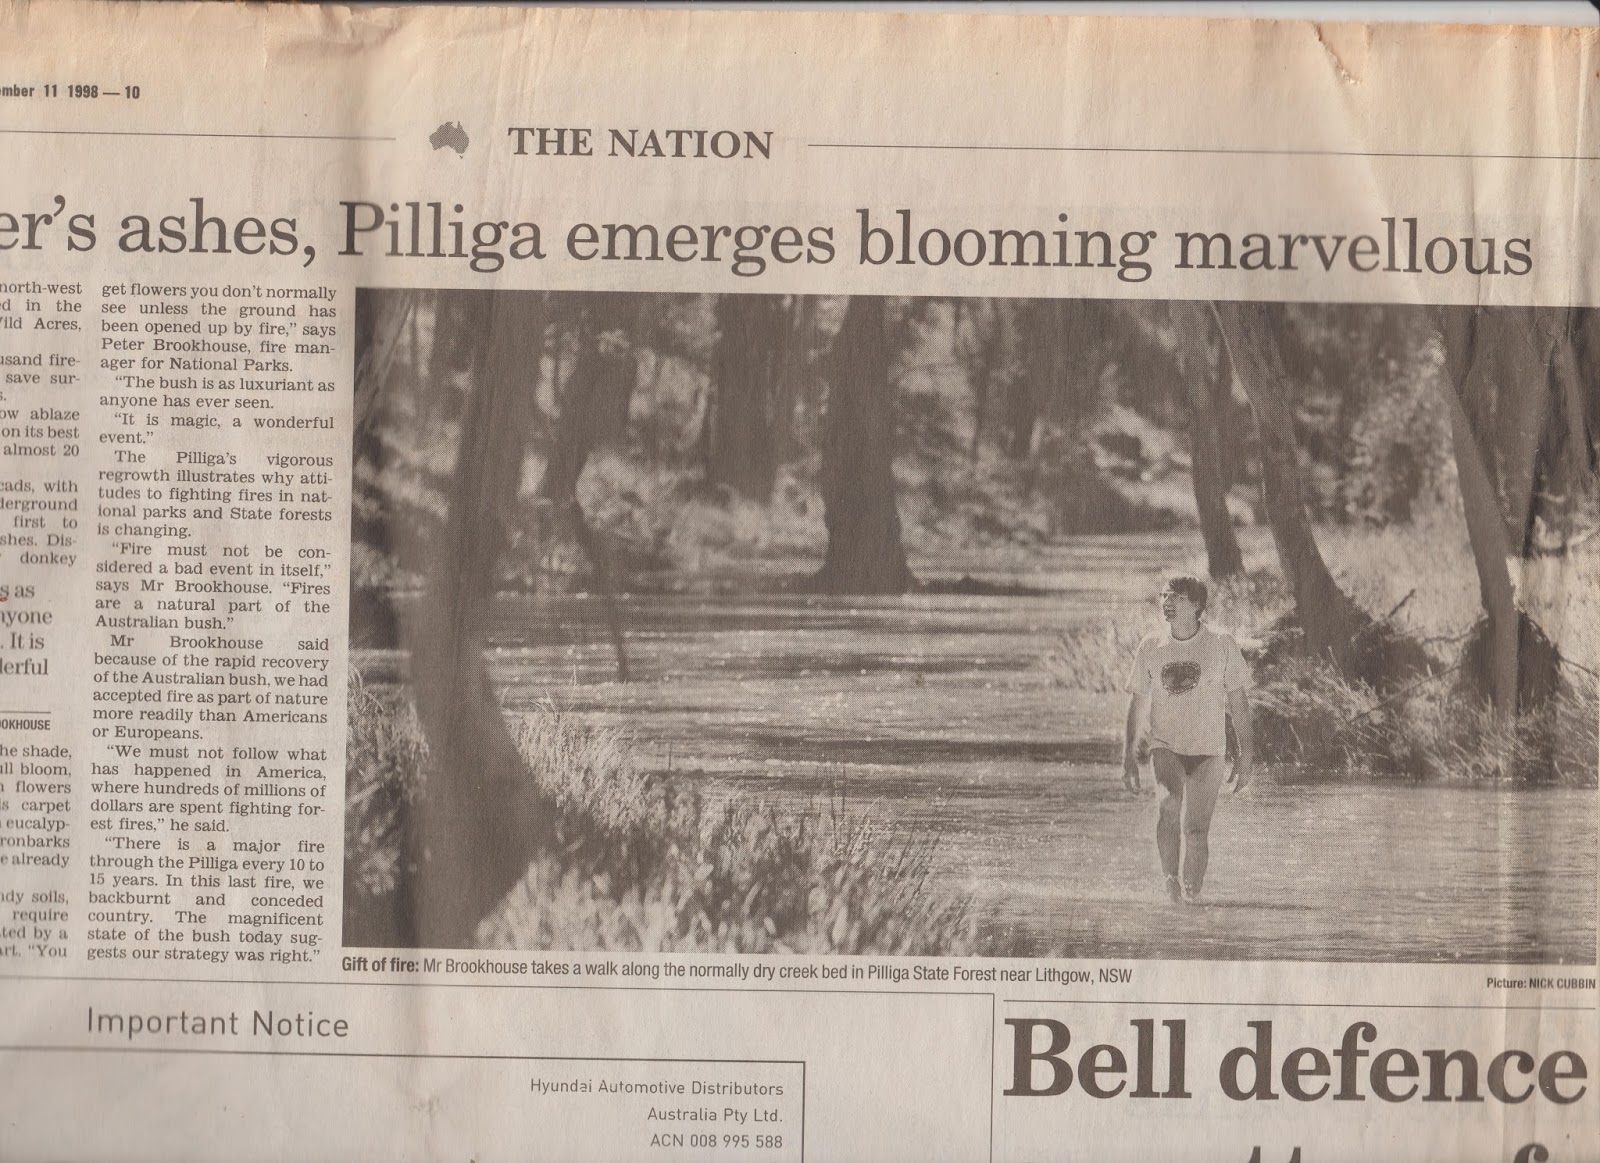 mber 11 1998 — 10
THE NATION
er's ashes, Pilliga emerges blooming marvellous
north-west
d in the
ild Acres,
usand fire-
save sur-
s.
ow ablaze
on its best
almost 20
eads, with
derground
first to
shes. Dis-
donkey
s as
nyone
. It is
derful
OOKHOUSE
he shade,
ull bloom,
n flowers
s carpet
eucalyp-
ronbarks
e already
ndy soils,
require
ted by a
art. "You
get flowers you don't normally
see unless the ground has
been opened up by fire," says
Peter Brookhouse, fire man-
ager for National Parks.
"The bush is as luxuriant as
anyone has ever seen.
"It is magic, a wonderful
event."
The Pilliga's vigorous
regrowth illustrates why atti-
tudes to fighting fires in nat-
ional parks and State forests
is changing.
"Fire must not be con-
sidered a bad event in itself,"
says Mr Brookhouse. "Fires
are a natural part of the
Australian bush."
Mr Brookhouse said
because of the rapid recovery
of the Australian bush, we had
accepted fire as part of nature
more readily than Americans
or Europeans.
"We must not follow what
has happened in America,
where hundreds of millions of
dollars are spent fighting for-
est fires," he said.
"There is a major fire
through the Pilliga every 10 to
15 years. In this last fire, we
backburnt and conceded
country. The magnificent
state of the bush today sug-
gests our strategy was right."
Gift of fire: Mr Brookhouse takes a walk along the normally dry creek bed in Pilliga State Forest near Lithgow, NSW
Picture: NICK CUBBIN
Important Notice
Hyundai Automotive Distributors
Australia Pty Ltd.
ACN 008 995 588
Bell defence